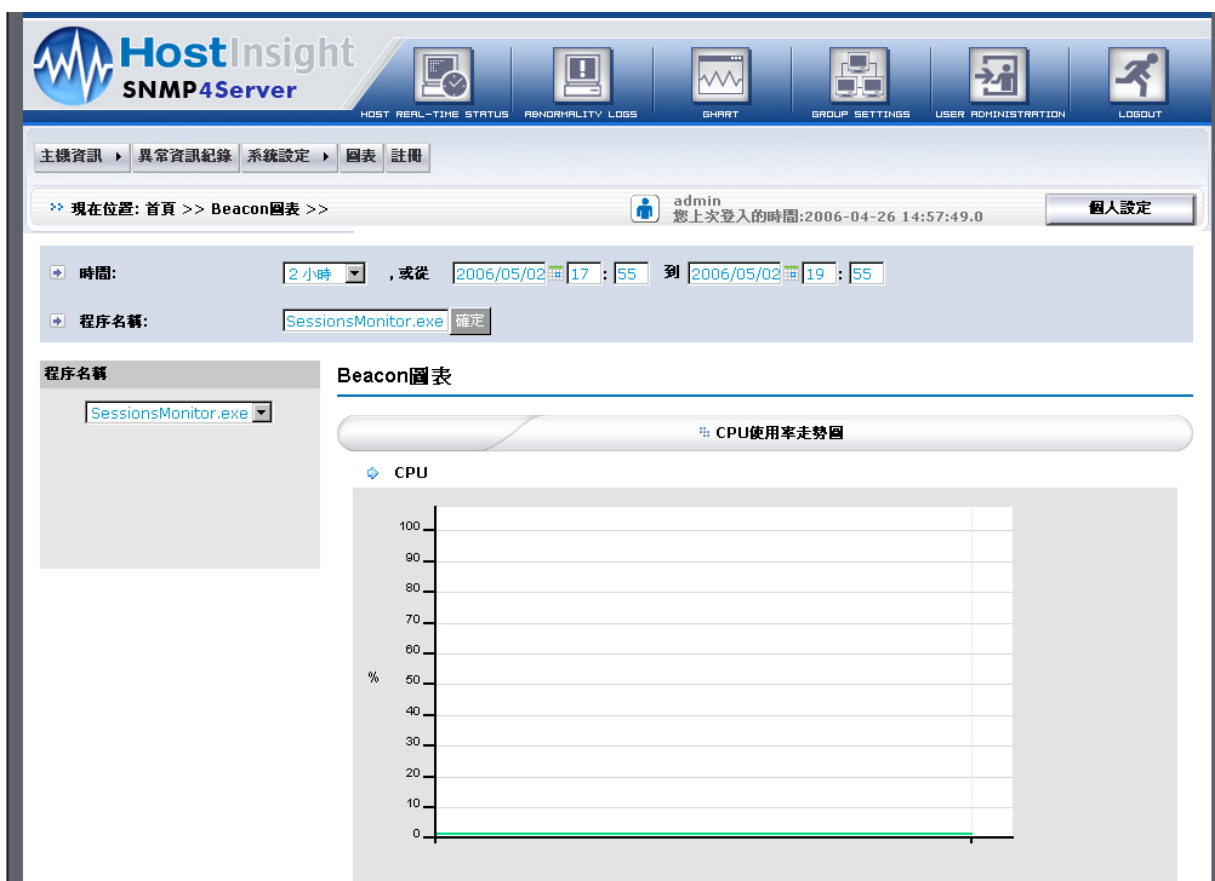 HostInsight
SNMP4Server
HOST REAL-TIME STATUS ABNORMALITY LOGS GHART GROUP SETTINGS USER ADMINISTRATION LOGOUT
主機資訊 異常資訊紀錄 系統設定 圖表 註冊
現在位置: 首頁 >> Beacon圖表 >>
admin
您上次登入的時間:2006-04-26 14:57:49.0
個人設定
時間: 2 小時 , 或從 2006/05/02 17 : 55 到 2006/05/02 19 : 55
程序名稱: SessionsMonitor.exe 確定
程序名稱
SessionsMonitor.exe
Beacon圖表
CPU使用率走勢圖
CPU
100
90
80
70
60
% 50
40
30
20
10
0